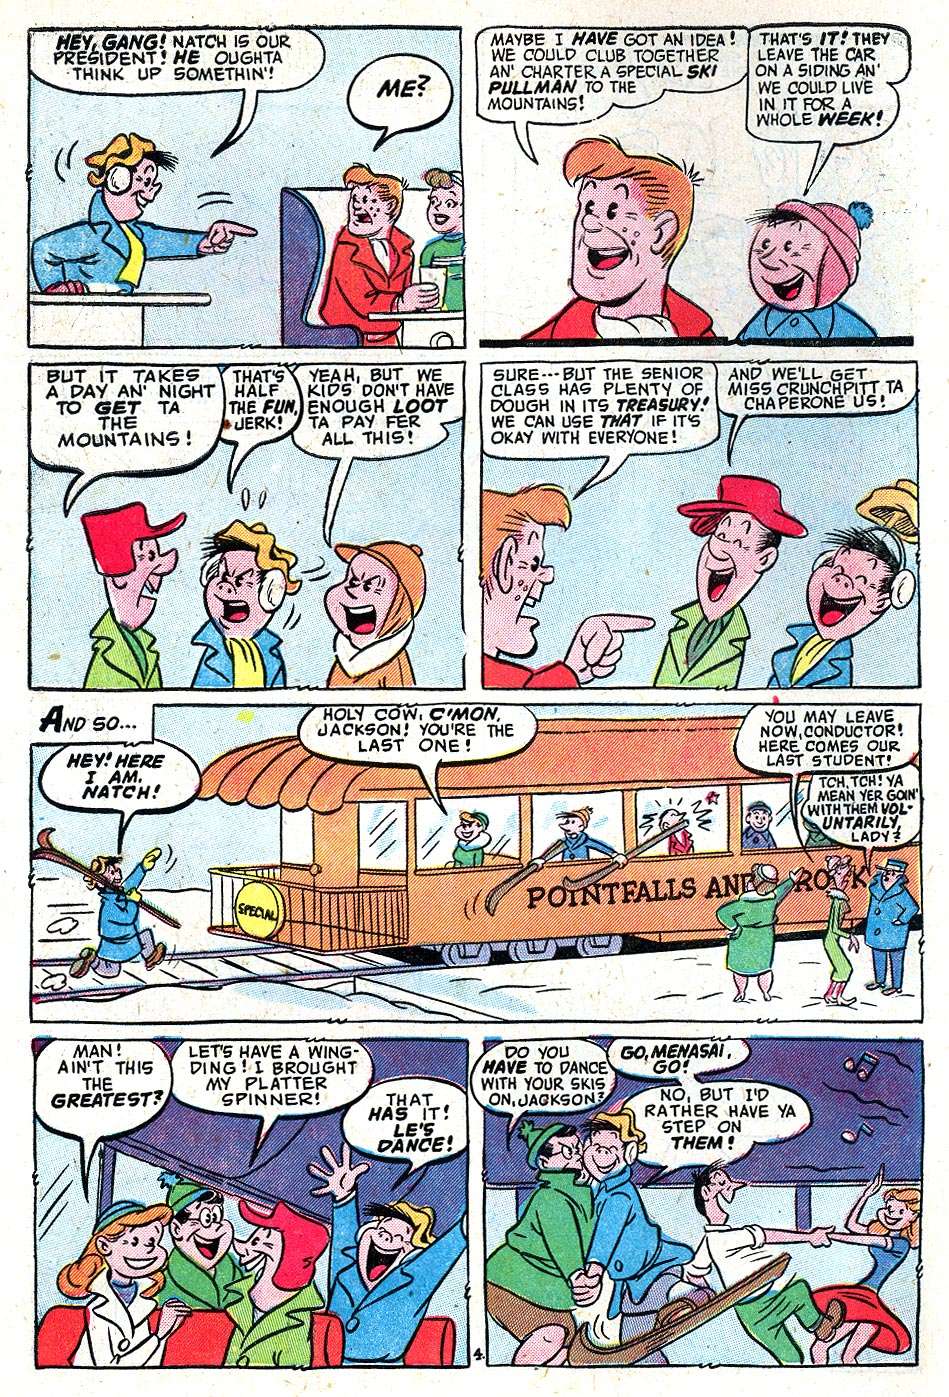 HEY, GANG! NATCH IS OUR
PRESIDENT! HE OUGHTA
THINK UP SOMETHIN'!
ME?
MAYBE I HAVE GOT AN IDEA!
WE COULD CLUB TOGETHER
AN' CHARTER A SPECIAL SKI
PULLMAN TO THE
MOUNTAINS!
THAT'S IT! THEY
LEAVE THE CAR
ON A SIDING AN'
WE COULD LIVE
IN IT FOR A
WHOLE WEEK!
BUT IT TAKES
A DAY AN' NIGHT
TO GET TA
THE
MOUNTAINS!
THAT'S
HALF
THE FUN,
JERK!
YEAH, BUT WE
KIDS DON'T HAVE
ENOUGH LOOT
TA PAY FER
ALL THIS!
SURE---BUT THE SENIOR
CLASS HAS PLENTY OF
DOUGH IN ITS TREASURY!
WE CAN USE THAT IF IT'S
OKAY WITH EVERYONE!
AND WE'LL GET
MISS CRUNCHPITT TA
CHAPERONE US!
AND SO...
HEY! HERE
I AM,
NATCH!
HOLY COW, C'MON,
JACKSON! YOU'RE THE
LAST ONE!
YOU MAY LEAVE
NOW, CONDUCTOR!
HERE COMES OUR
LAST STUDENT!
TCH, TCH! YA
MEAN YER GOIN'
WITH THEM VOL-
UNTARILY,
LADY?
SPECIAL
POINTFALLS AND ROCK
MAN!
AIN'T THIS
THE
GREATEST?
LET'S HAVE A WING-
DING! I BROUGHT
MY PLATTER
SPINNER!
THAT
HAS IT!
LE'S
DANCE!
DO YOU
HAVE TO DANCE
WITH YOUR SKIS
ON, JACKSON?
GO, MENASAI,
GO!
NO, BUT I'D
RATHER HAVE YA
STEP ON
THEM!
4.